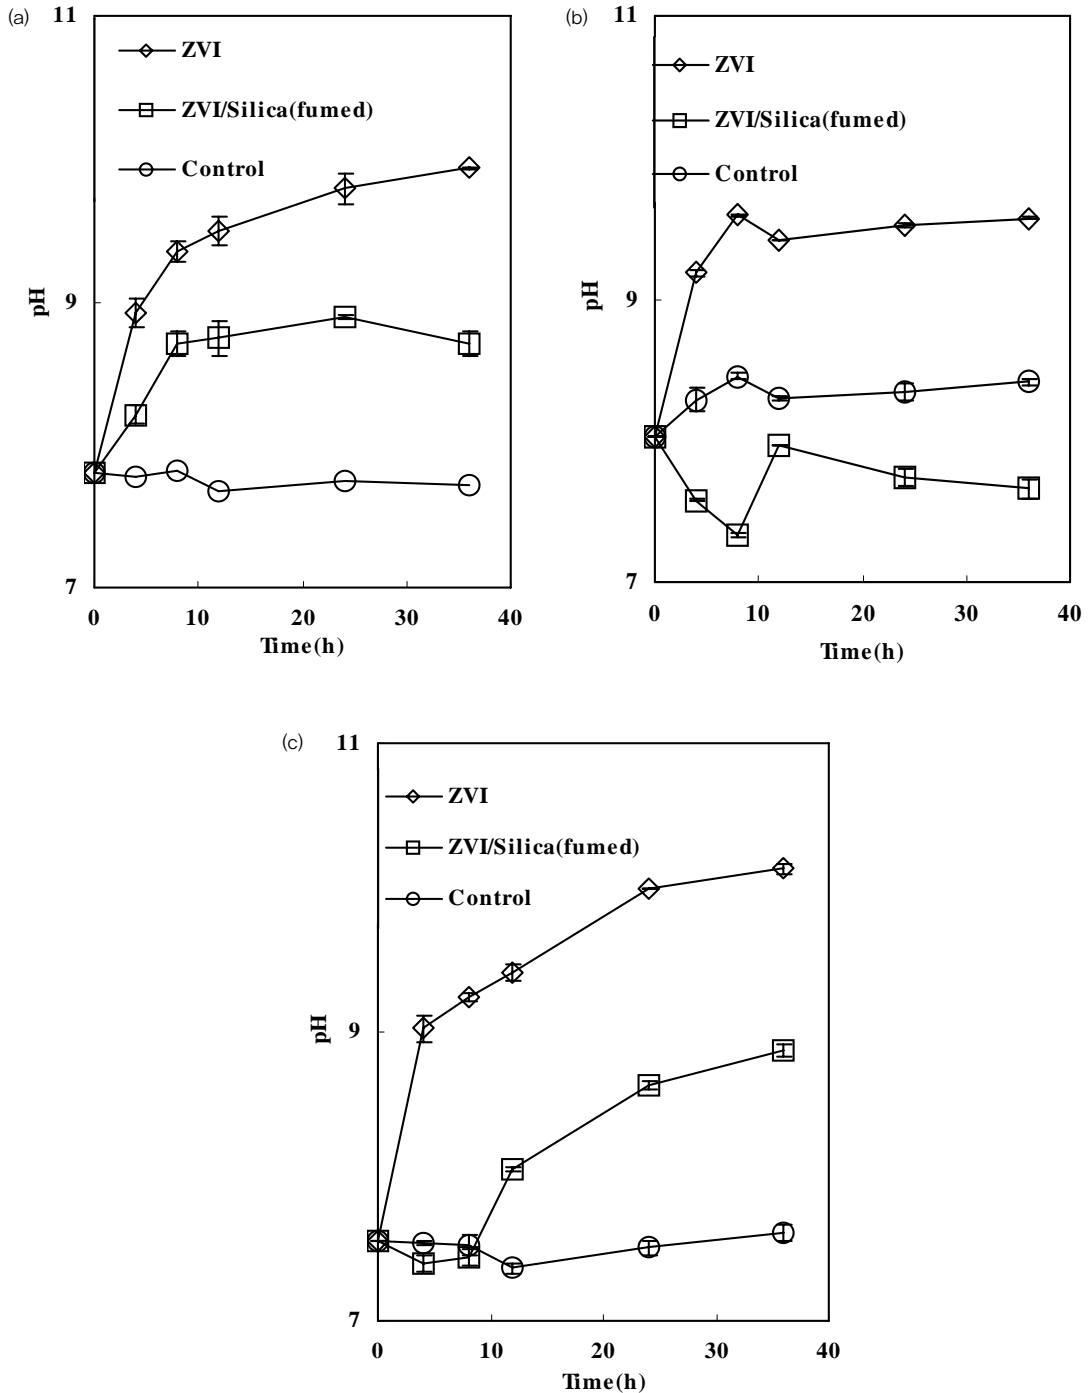 (a)
11
ZVI
ZVI/Silica(fumed)
Control
9
pH
7
0 10 20 30 40
Time(h)
(b)
11
ZVI
ZVI/Silica(fumed)
Control
9
pH
7
0 10 20 30 40
Time(h)
(c)
11
ZVI
ZVI/Silica(fumed)
Control
9
pH
7
0 10 20 30 40
Time(h)